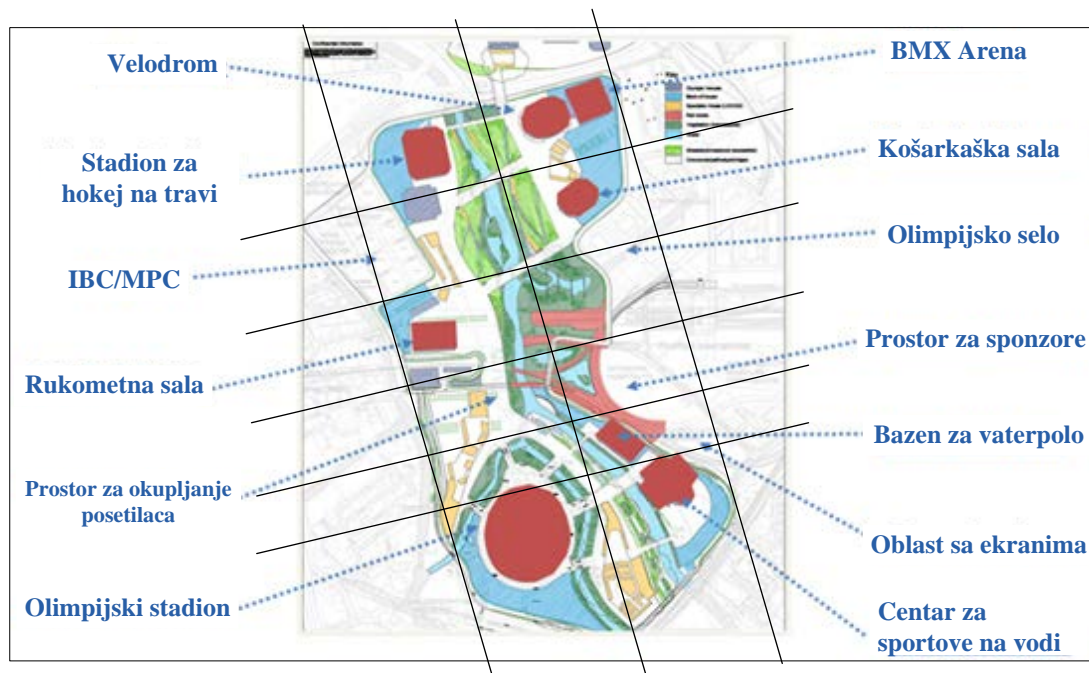 Velodrom
BMX Arena
Stadion za
hokej na travi
Košarkaška sala
IBC/MPC
Olimpijsko selo
Rukometna sala
Prostor za sponzore
Prostor za okupljanje
posetilaca
Bazen za vaterpolo
Oblast sa ekranima
Olimpijski stadion
Centar za
sportove na vodi